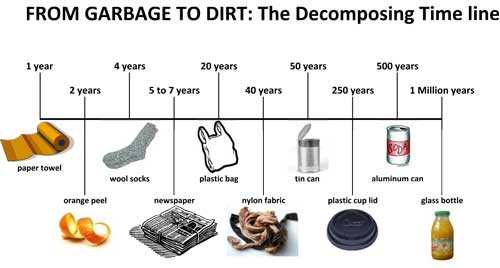 FROM GARBAGE TO DIRT: The Decomposing Time line
1 year
4 years
20 years
50 years
500 years
2 years
5 to 7 years
40 years
250 years
1 Million years
paper towel
wool socks
plastic bag
tin can
aluminum can
orange peel
newspaper
nylon fabric
plastic cup lid
glass bottle
SODA